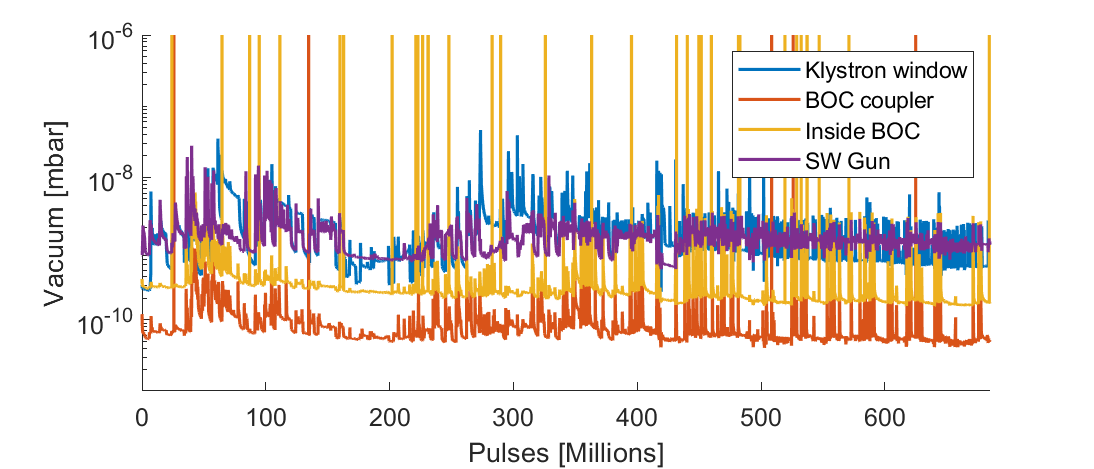 10^-6
10^-8
10^-10
Vacuum [mbar]
Klystron window
BOC coupler
Inside BOC
SW Gun
0 100 200 300 400 500 600
Pulses [Millions]